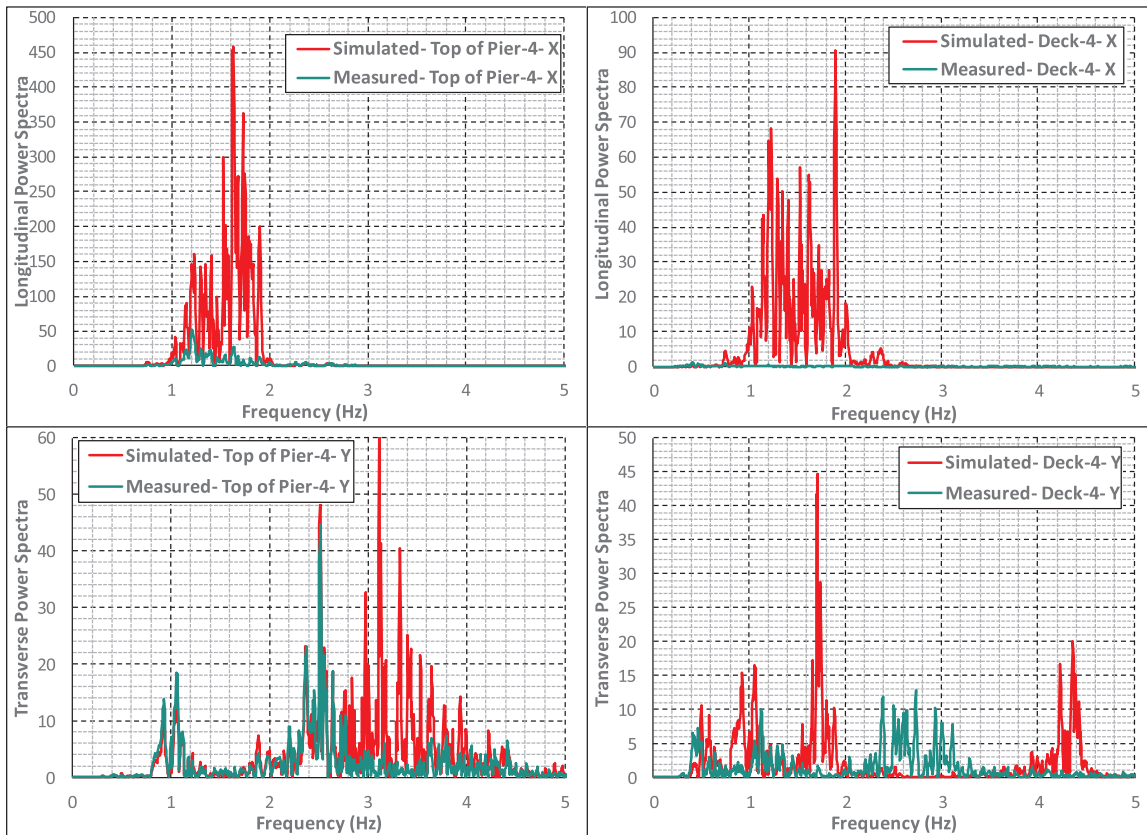 Longitudinal Power Spectra
500
450
400
350
300
250
200
150
100
50
0
Simulated- Top of Pier-4- X
Measured- Top of Pier-4- X
0 1 2 3 4 5
Frequency (Hz)
Longitudinal Power Spectra
100
90
80
70
60
50
40
30
20
10
0
Simulated- Deck-4- X
Measured- Deck-4- X
0 1 2 3 4 5
Frequency (Hz)
Transverse Power Spectra
60
50
40
30
20
10
0
Simulated- Top of Pier-4- Y
Measured- Top of Pier-4- Y
0 1 2 3 4 5
Frequency (Hz)
Transverse Power Spectra
50
45
40
35
30
25
20
15
10
5
0
Simulated- Deck-4- Y
Measured- Deck-4- Y
0 1 2 3 4 5
Frequency (Hz)